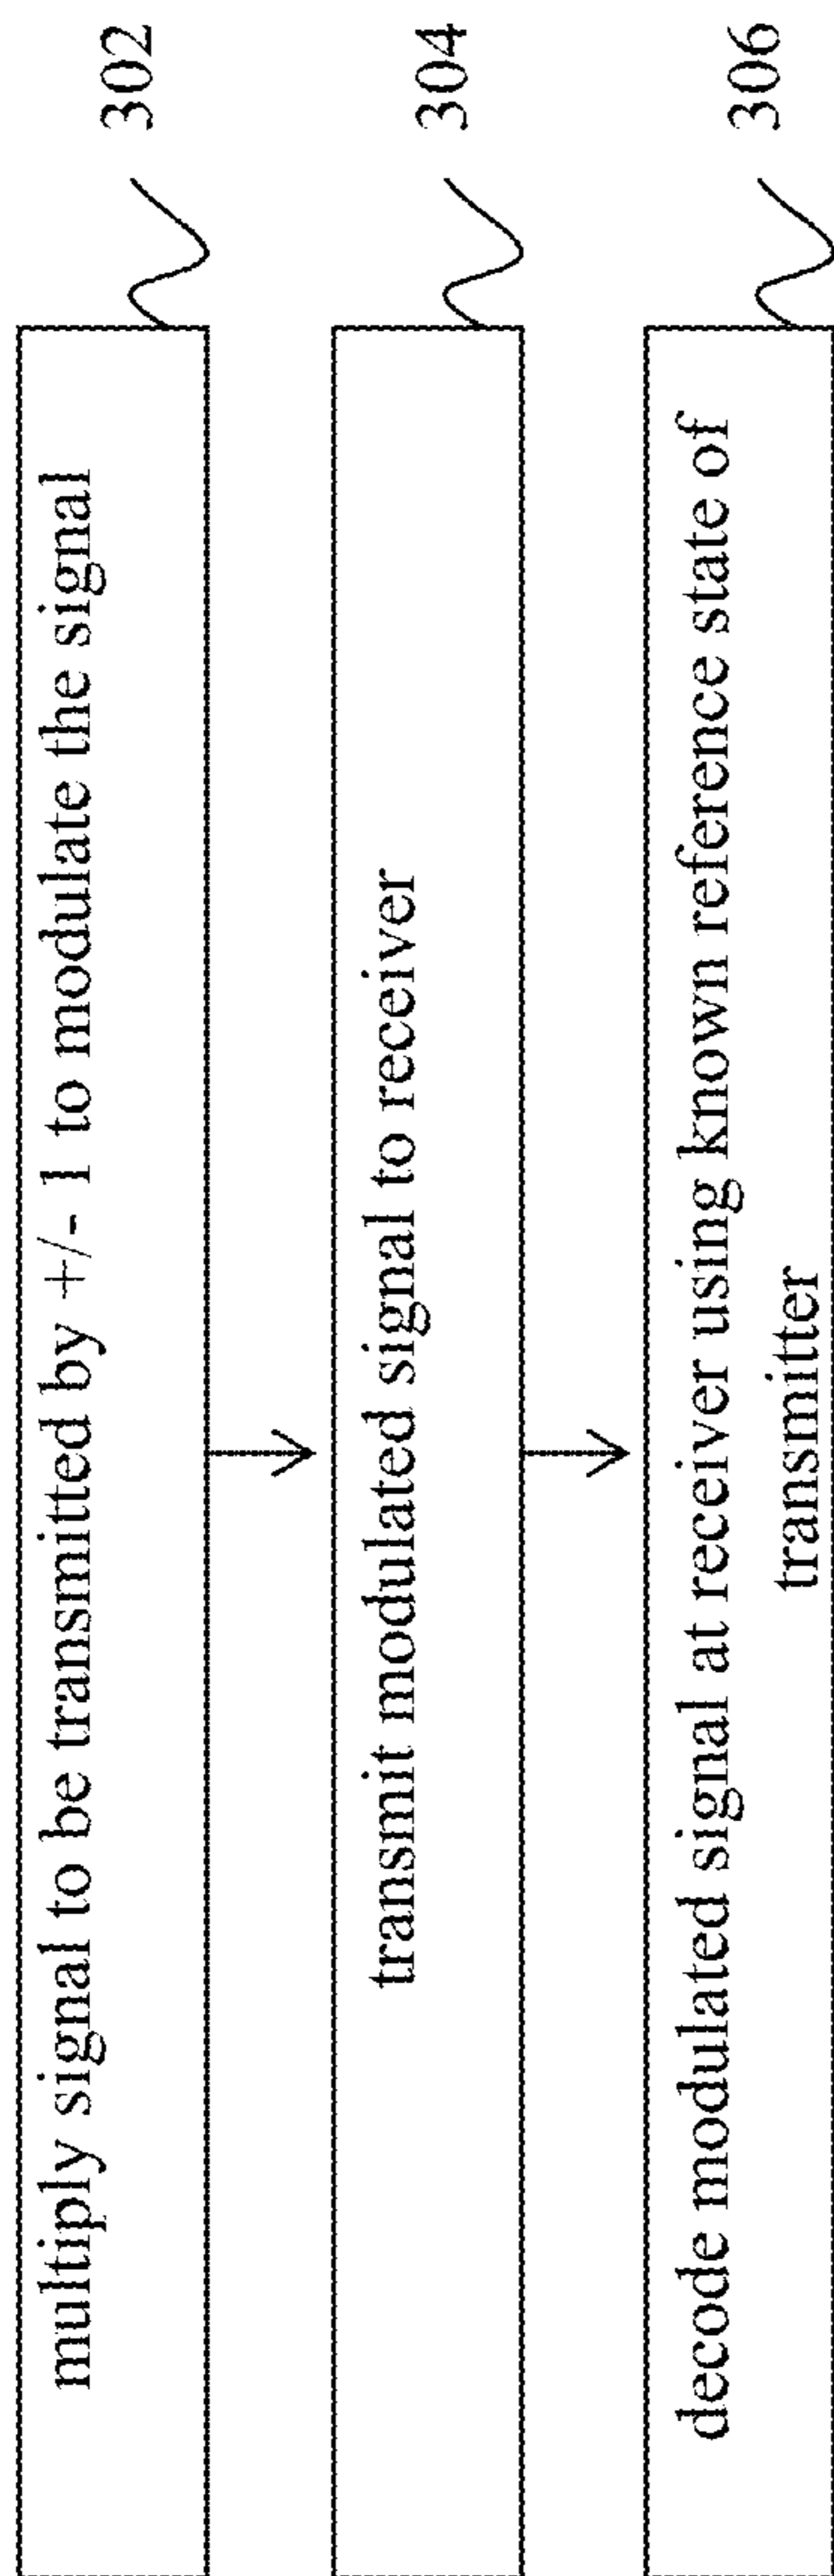 multiply signal to be transmitted by +/- 1 to modulate the signal
302
transmit modulated signal to receiver
304
decode modulated signal at receiver using known reference state of
transmitter
306